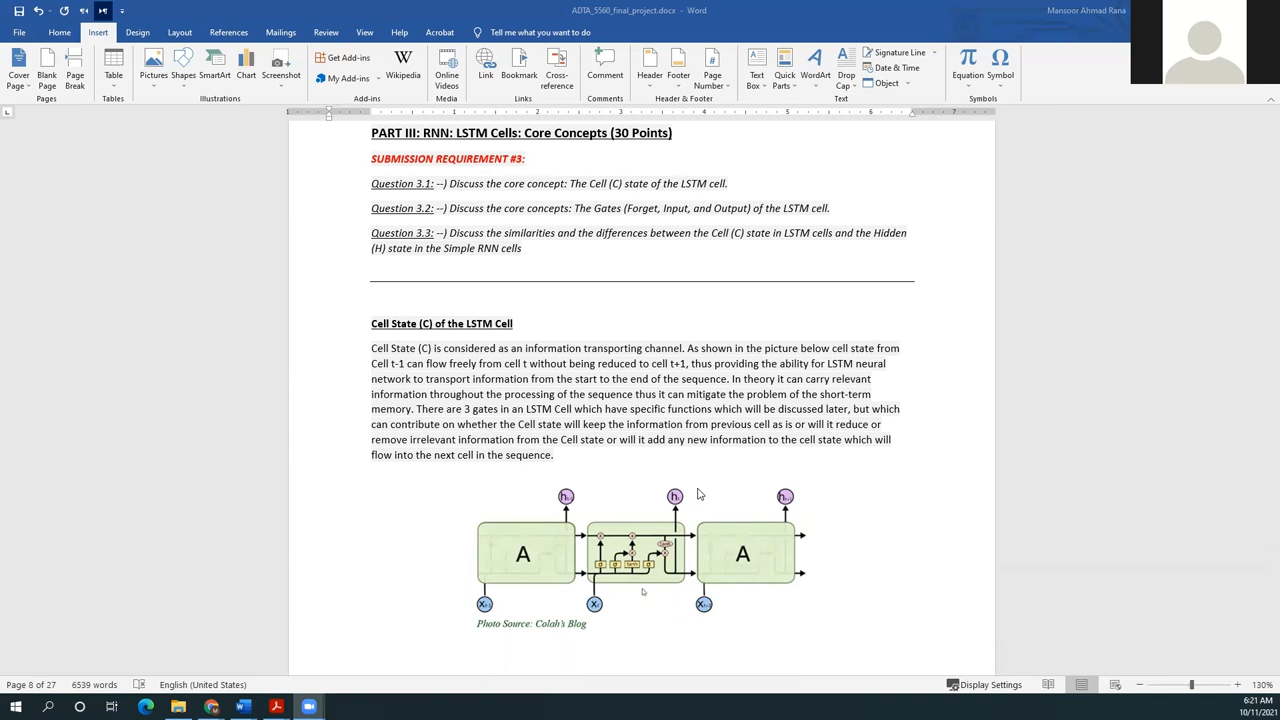 ADTA_5560_final_project.docx - Word
Mansoor Ahmad Rana
File Home Insert Design Layout References Mailings Review View Help Acrobat Tell me what you want to do
Cover Page
Blank Page
Page Break
Pages
Table
Tables
Pictures
Shapes
SmartArt
Chart
Screenshot
Illustrations
Get Add-ins
My Add-ins
Wikipedia
Add-ins
Online Videos
Media
Link
Bookmark
Cross-reference
Links
Comment
Comments
Header
Footer
Page Number
Header & Footer
Text Box
Quick Parts
WordArt
Drop Cap
Signature Line
Date & Time
Object
Text
Equation
Symbol
Symbols
1 1 2 3 4 5 7
PART III: RNN: LSTM Cells: Core Concepts (30 Points)
SUBMISSION REQUIREMENT #3:
Question 3.1: --) Discuss the core concept: The Cell (C) state of the LSTM cell.
Question 3.2: --) Discuss the core concepts: The Gates (Forget, Input, and Output) of the LSTM cell.
Question 3.3: --) Discuss the similarities and the differences between the Cell (C) state in LSTM cells and the Hidden
(H) state in the Simple RNN cells
Cell State (C) of the LSTM Cell
Cell State (C) is considered as an information transporting channel. As shown in the picture below cell state from
Cell t-1 can flow freely from cell t without being reduced to cell t+1, thus providing the ability for LSTM neural
network to transport information from the start to the end of the sequence. In theory it can carry relevant
information throughout the processing of the sequence thus it can mitigate the problem of the short-term
memory. There are 3 gates in an LSTM Cell which have specific functions which will be discussed later, but which
can contribute on whether the Cell state will keep the information from previous cell as is or will it reduce or
remove irrelevant information from the Cell state or will it add any new information to the cell state which will
flow into the next cell in the sequence.
A
A
Photo Source: Colah's Blog
Page 8 of 27 6539 words English (United States) Display Settings 130%
6:21 AM
10/11/2021